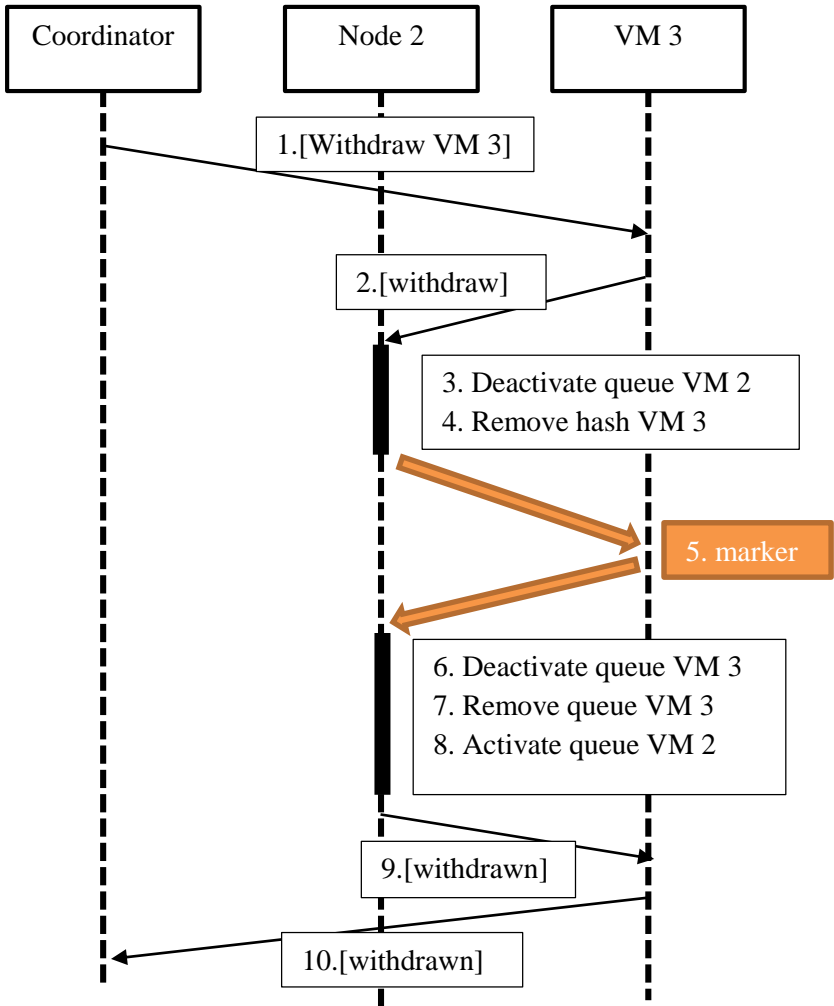 Coordinator
Node 2
VM 3
1.[Withdraw VM 3]
2.[withdraw]
3. Deactivate queue VM 2
4. Remove hash VM 3
5. marker
6. Deactivate queue VM 3
7. Remove queue VM 3
8. Activate queue VM 2
9.[withdrawn]
10.[withdrawn]